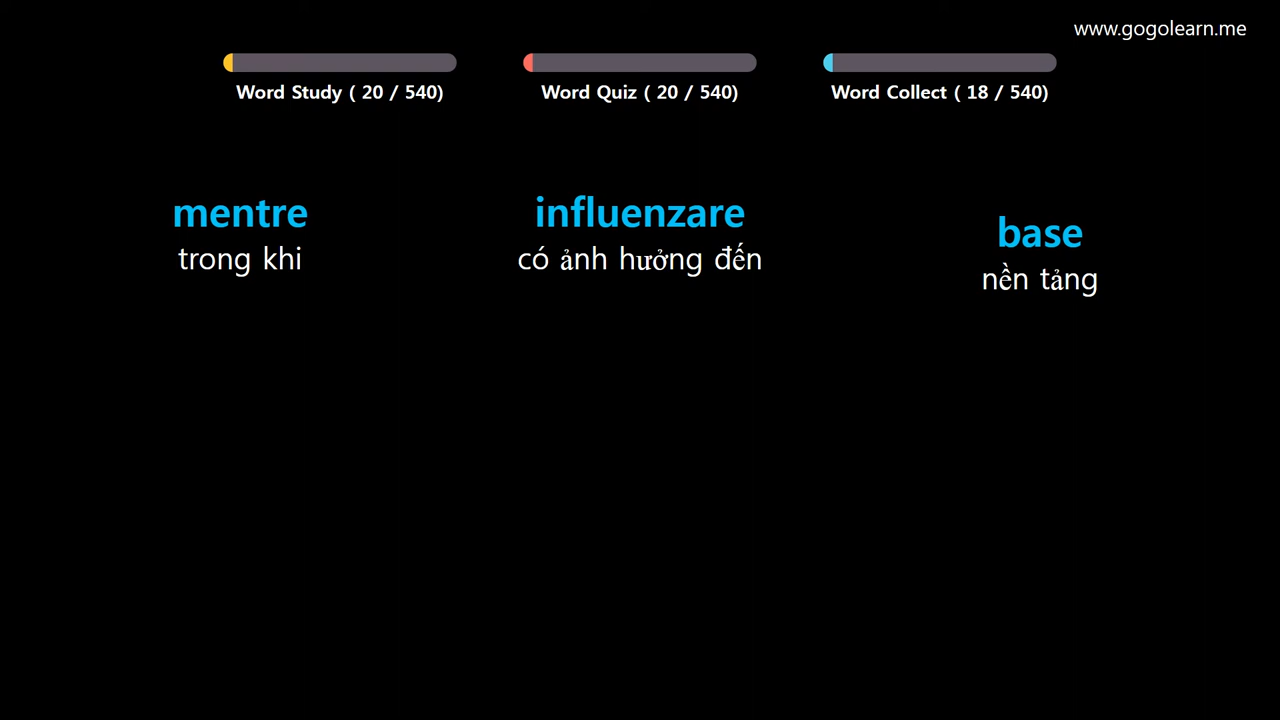 www.gogolearn.me
Word Study ( 20 / 540)
Word Quiz ( 20 / 540)
Word Collect ( 18 / 540)
mentre
trong khi
influenzare
có ảnh hưởng đến
base
nền tảng